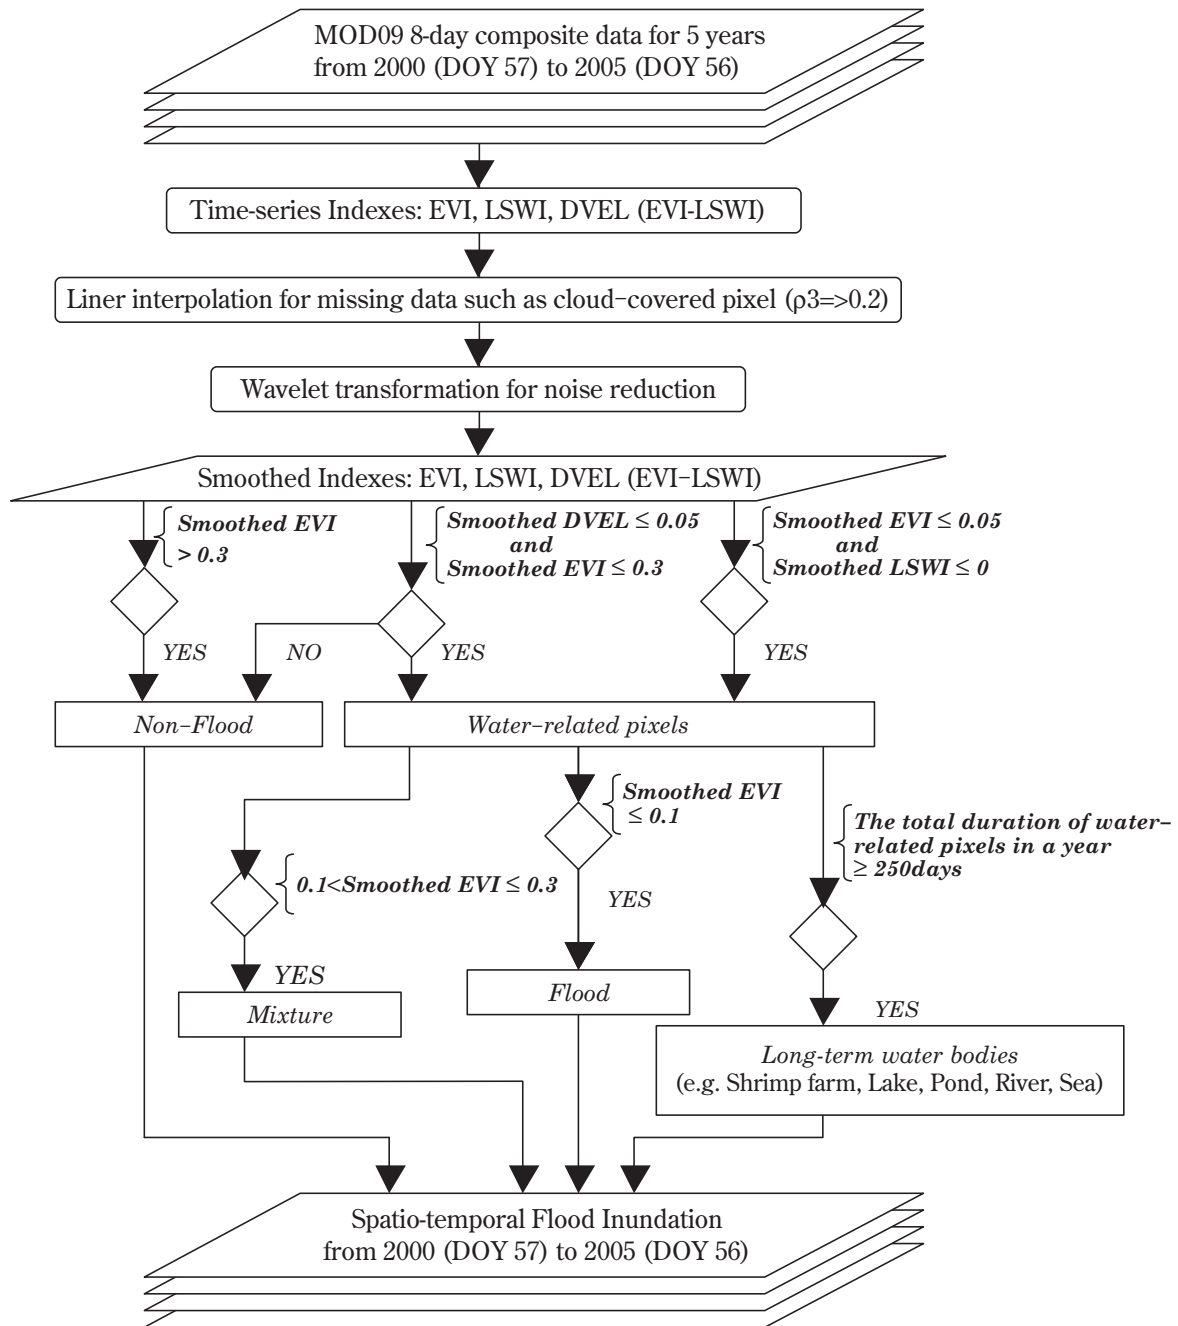 MOD09 8-day composite data for 5 years
from 2000 (DOY 57) to 2005 (DOY 56)
Time-series Indexes: EVI, LSWI, DVEL (EVI-LSWI)
Liner interpolation for missing data such as cloud-covered pixel (ρ3=>0.2)
Wavelet transformation for noise reduction
Smoothed Indexes: EVI, LSWI, DVEL (EVI-LSWI)
Smoothed EVI
> 0.3
Smoothed DVEL ≤ 0.05
and
Smoothed EVI ≤ 0.3
Smoothed EVI ≤ 0.05
and
Smoothed LSWI ≤ 0
YES
NO
YES
YES
Non-Flood
Water-related pixels
Smoothed EVI
≤ 0.1
The total duration of water-
related pixels in a year
≥ 250days
0.1<Smoothed EVI ≤ 0.3
YES
YES
Flood
Mixture
YES
Long-term water bodies
(e.g. Shrimp farm, Lake, Pond, River, Sea)
Spatio-temporal Flood Inundation
from 2000 (DOY 57) to 2005 (DOY 56)